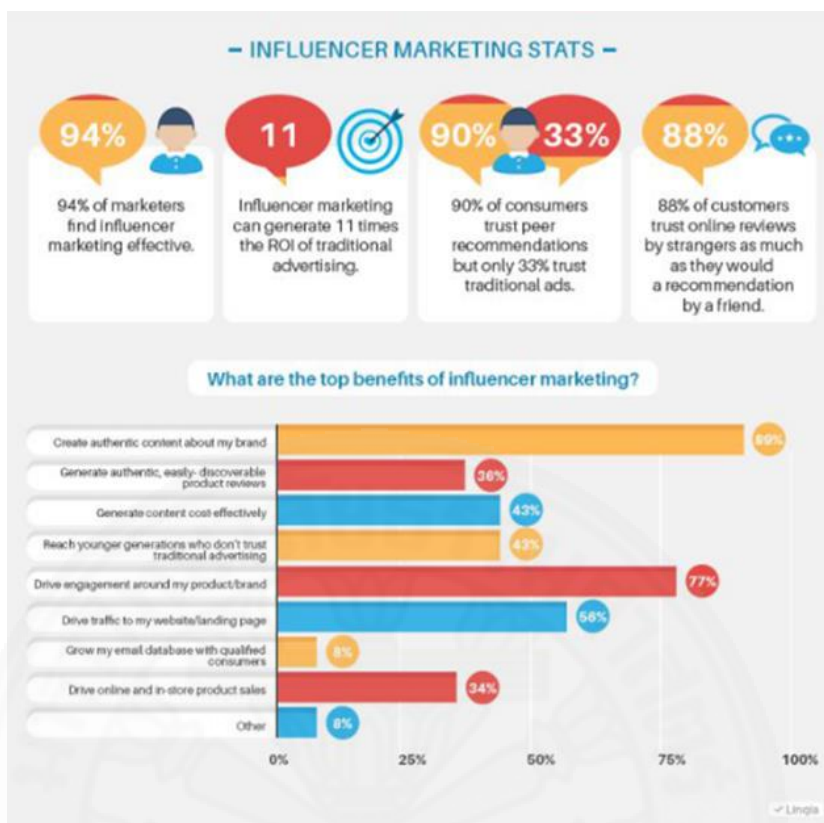 INFLUENCER MARKETING STATS
94%
94% of marketers
find influencer
marketing effective.
11
Influencer marketing
can generate 11 times
the ROI of traditional
advertising.
90%
33%
90% of consumers
trust peer
recommendations
but only 33% trust
traditional ads.
88%
88% of customers
trust online reviews
by strangers as much
as they would
a recommendation
by a friend.
What are the top benefits of influencer marketing?
Create authentic content about my brand
89%
Generate authentic, easily- discoverable
product reviews
36%
Generate content cost-effectively
43%
Reach younger generations who don't trust
traditional advertising
43%
Drive engagement around my product/brand
77%
Drive traffic to my website/landing page
56%
Grow my email database with qualified
consumers
8%
Drive online and in-store product sales
34%
Other
8%
0% 25% 50% 75% 100%
Linqia